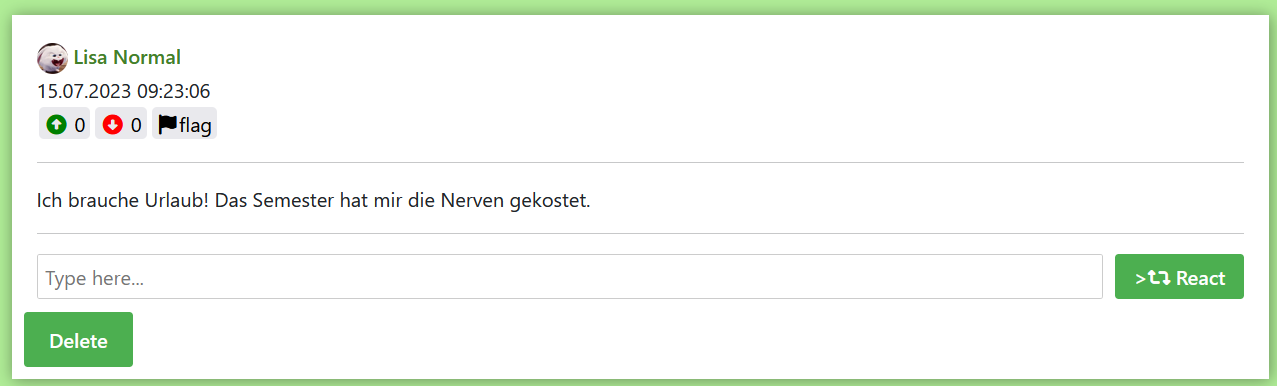 Lisa Normal
15.07.2023 09:23:06
0 0 flag
Ich brauche Urlaub! Das Semester hat mir die Nerven gekostet.
Type here... > React
Delete